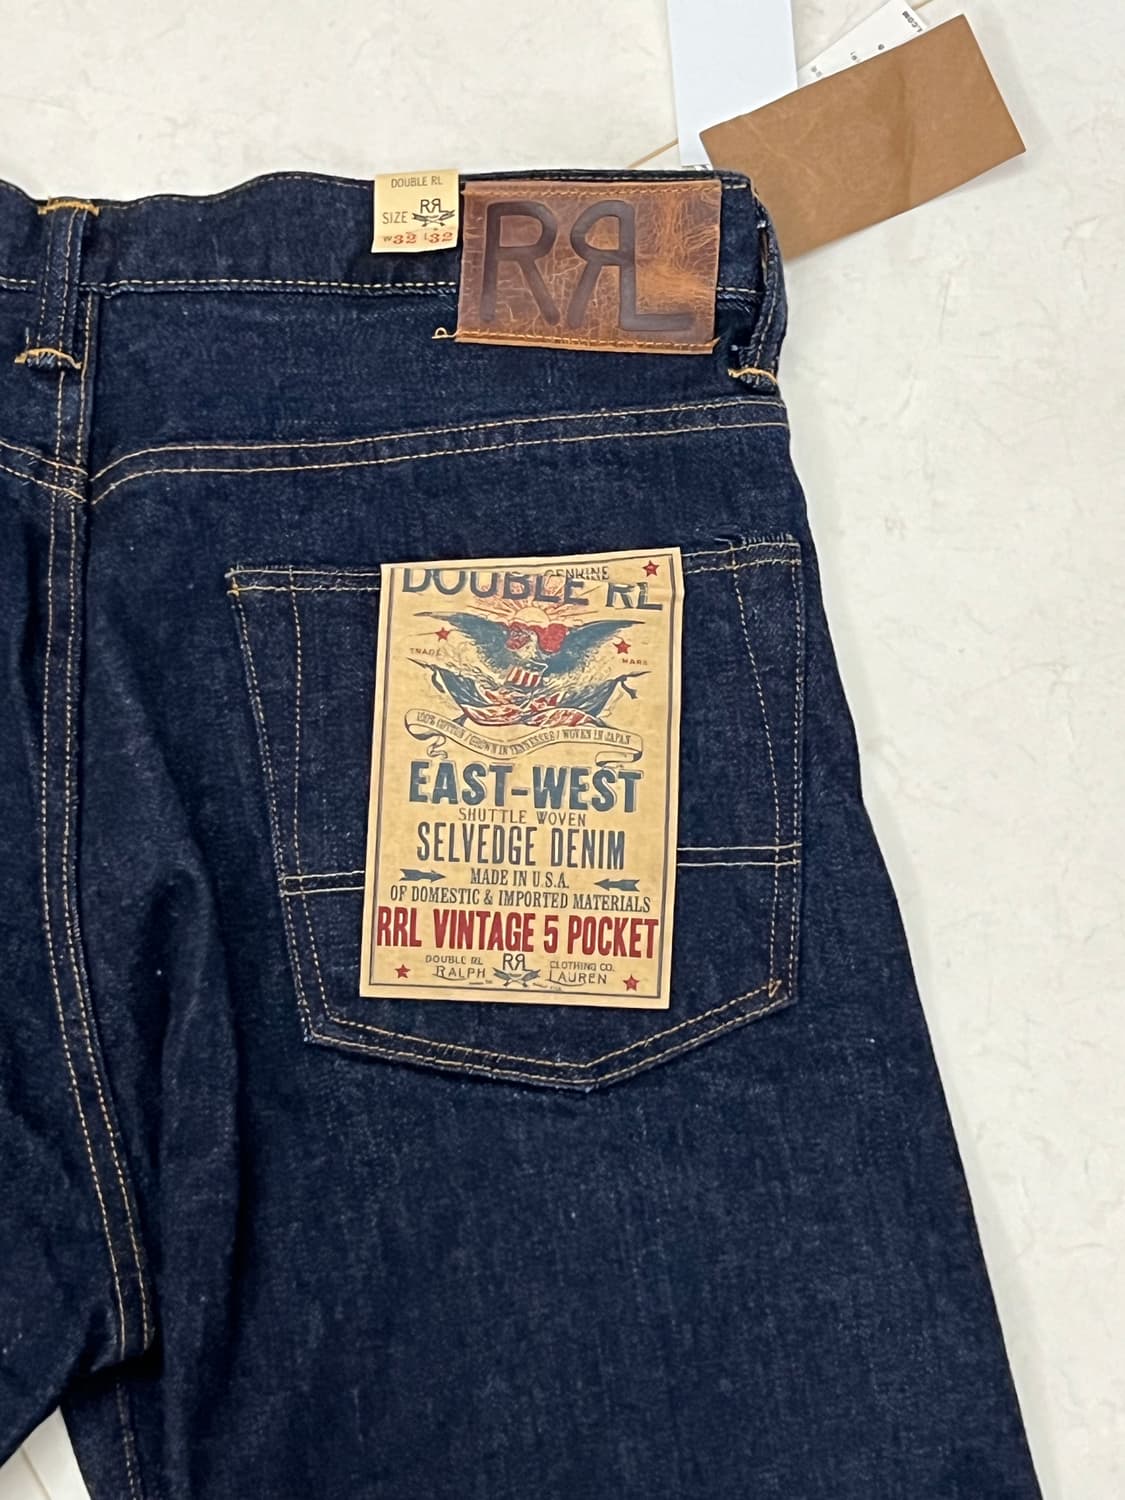 .COM
DOUBLE RL
SIZE RRL
W32 L32
RRL
GENUINE
DOUBLE RL
TRADE MARK
100% COTTON / GROWN IN TENNESSEE / WOVEN IN JAPAN
EAST-WEST
SHUTTLE WOVEN
SELVEDGE DENIM
MADE IN U.S.A.
OF DOMESTIC & IMPORTED MATERIALS
RRL VINTAGE 5 POCKET
DOUBLE RL RRL CLOTHING CO.
RALPH LAUREN